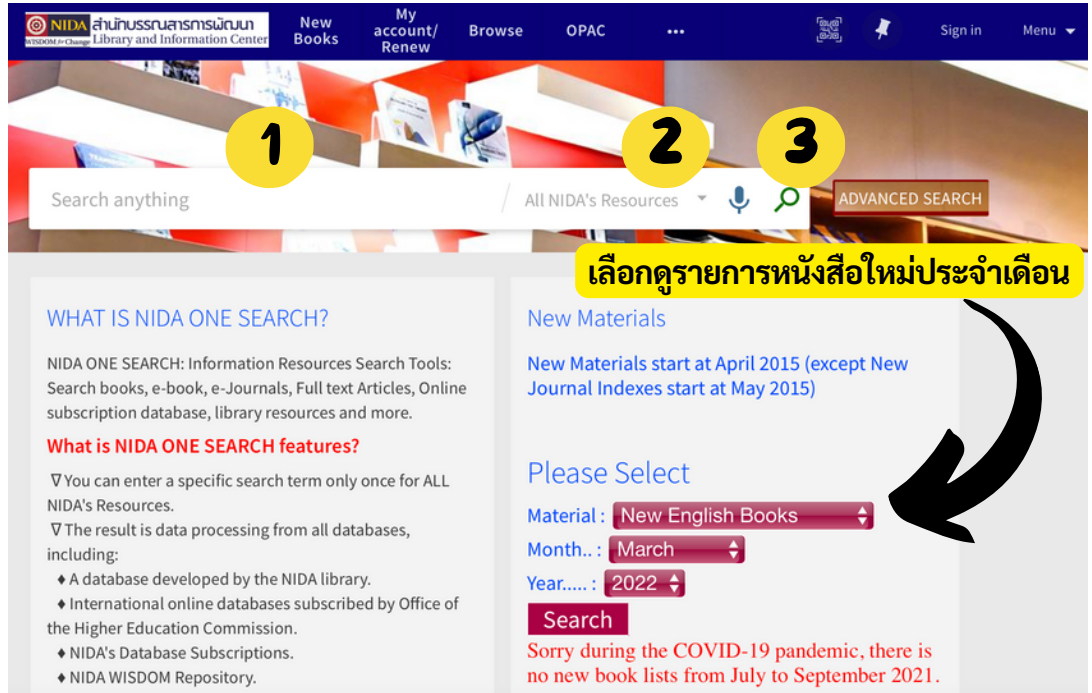 NIDA สำนักบรรณสารการพัฒนา
WISDOM for Change Library and Information Center
New Books
My account/ Renew
Browse
OPAC
•••
Sign in
Menu
1
2
3
Search anything
All NIDA's Resources
ADVANCED SEARCH
เลือกดูรายการหนังสือใหม่ประจำเดือน
WHAT IS NIDA ONE SEARCH?
NIDA ONE SEARCH: Information Resources Search Tools:
Search books, e-book, e-Journals, Full text Articles, Online
subscription database, library resources and more.
What is NIDA ONE SEARCH features?
∇ You can enter a specific search term only once for ALL
NIDA's Resources.
∇ The result is data processing from all databases,
including:
♦ A database developed by the NIDA library.
♦ International online databases subscribed by Office of
the Higher Education Commission.
♦ NIDA's Database Subscriptions.
♦ NIDA WISDOM Repository.
New Materials
New Materials start at April 2015 (except New
Journal Indexes start at May 2015)
Please Select
Material : New English Books
Month.. : March
Year..... : 2022
Search
Sorry during the COVID-19 pandemic, there is
no new book lists from July to September 2021.